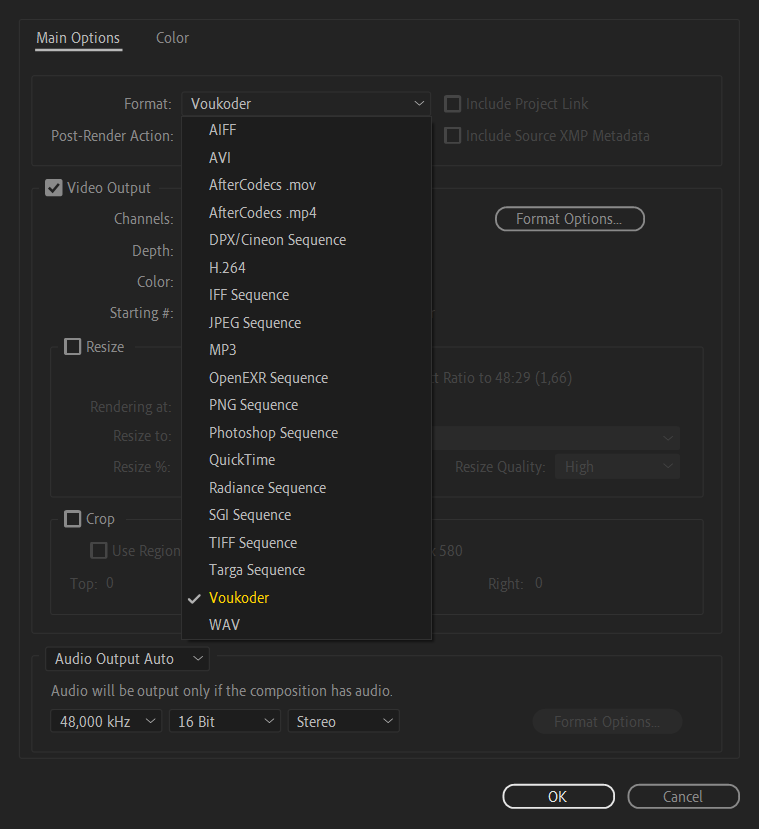 Main Options
Color
Format:
Voukoder
Include Project Link
AIFF
Post-Render Action:
Include Source XMP Metadata
AVI
AfterCodecs .mov
Video Output
AfterCodecs .mp4
Channels:
Format Options...
DPX/Cineon Sequence
Depth:
H.264
Color:
IFF Sequence
Starting #:
JPEG Sequence
Resize
MP3
OpenEXR Sequence
ct Ratio to 48:29 (1,66)
Rendering at:
PNG Sequence
Resize to:
Photoshop Sequence
QuickTime
Resize %:
Resize Quality:
High
Radiance Sequence
SGI Sequence
Crop
TIFF Sequence
Use Region
x 580
Targa Sequence
Top: 0
Right: 0
Voukoder
WAV
Audio Output Auto
Audio will be output only if the composition has audio.
48,000 kHz
16 Bit
Stereo
Format Options...
OK
Cancel